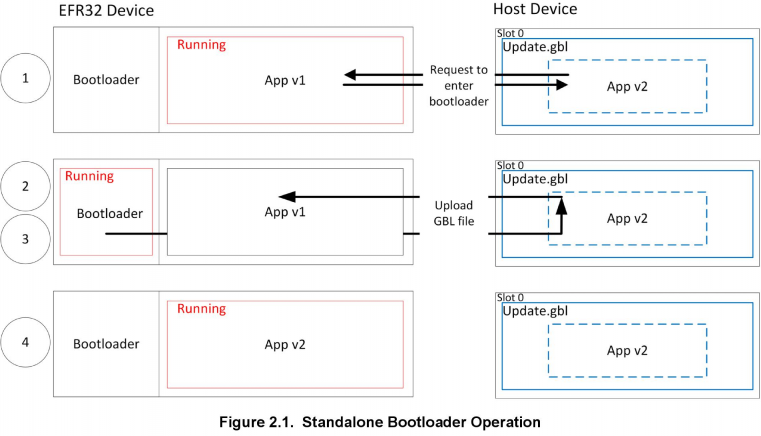 EFR32 Device
Host Device
1
Bootloader
Running
App v1
Request to
enter
bootloader
Slot 0
Update.gbl
App v2
2
3
Running
Bootloader
App v1
Upload
GBL file
Slot 0
Update.gbl
App v2
4
Bootloader
Running
App v2
Slot 0
Update.gbl
App v2
Figure 2.1. Standalone Bootloader Operation